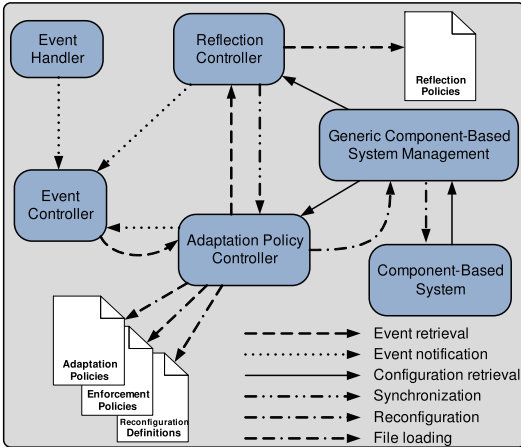 Event
Handler
Reflection
Controller
Reflection
Policies
Generic Component-Based
System Management
Event
Controller
Adaptation Policy
Controller
Component-Based
System
Adaptation
Policies
Enforcement
Policies
Reconfiguration
Definitions
Event retrieval
Event notification
Configuration retrieval
Synchronization
Reconfiguration
File loading